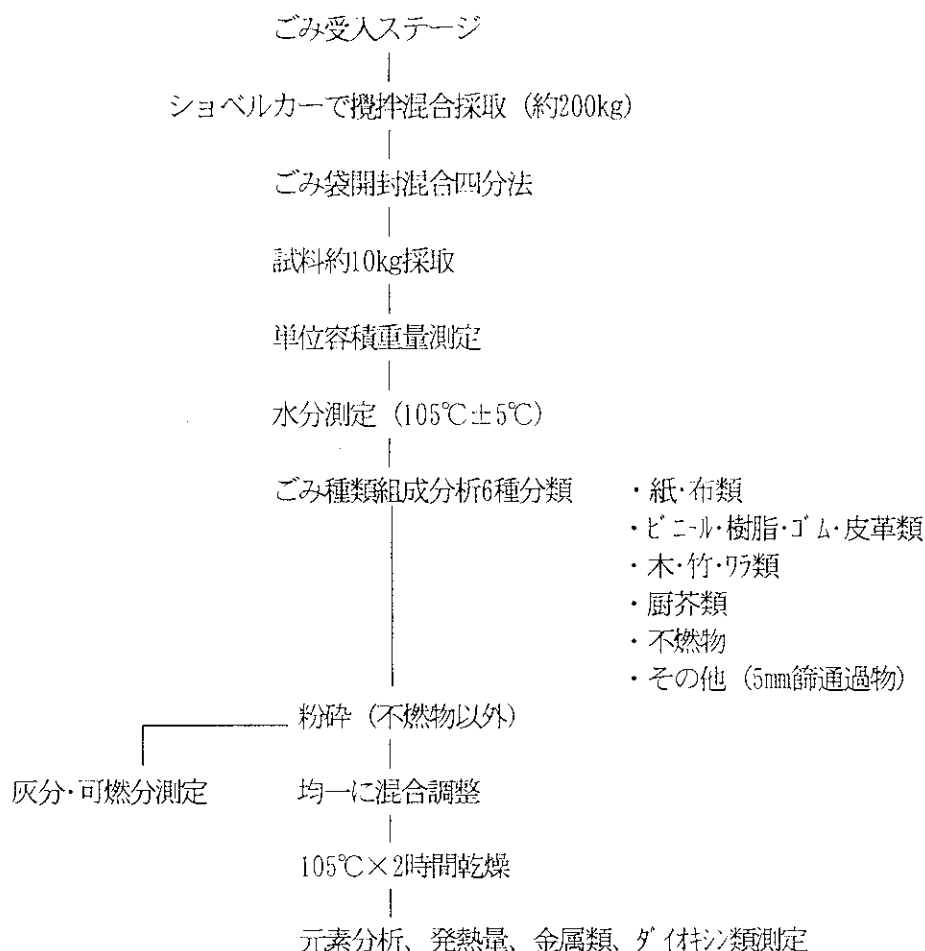 ごみ受入ステージ
ショベルカーで攪拌混合採取（約200kg）
ごみ袋開封混合四分法
試料約10kg採取
単位容積重量測定
水分測定（105℃±5℃）
ごみ種類組成分析6種分類
・紙・布類
・ビニール・樹脂・ゴム・皮革類
・木・竹・ワラ類
・厨芥類
・不燃物
・その他（5mm篩通過物）
粉砕（不燃物以外）
灰分・可燃分測定
均一に混合調整
105℃×2時間乾燥
元素分析、発熱量、金属類、ダイオキシン類測定